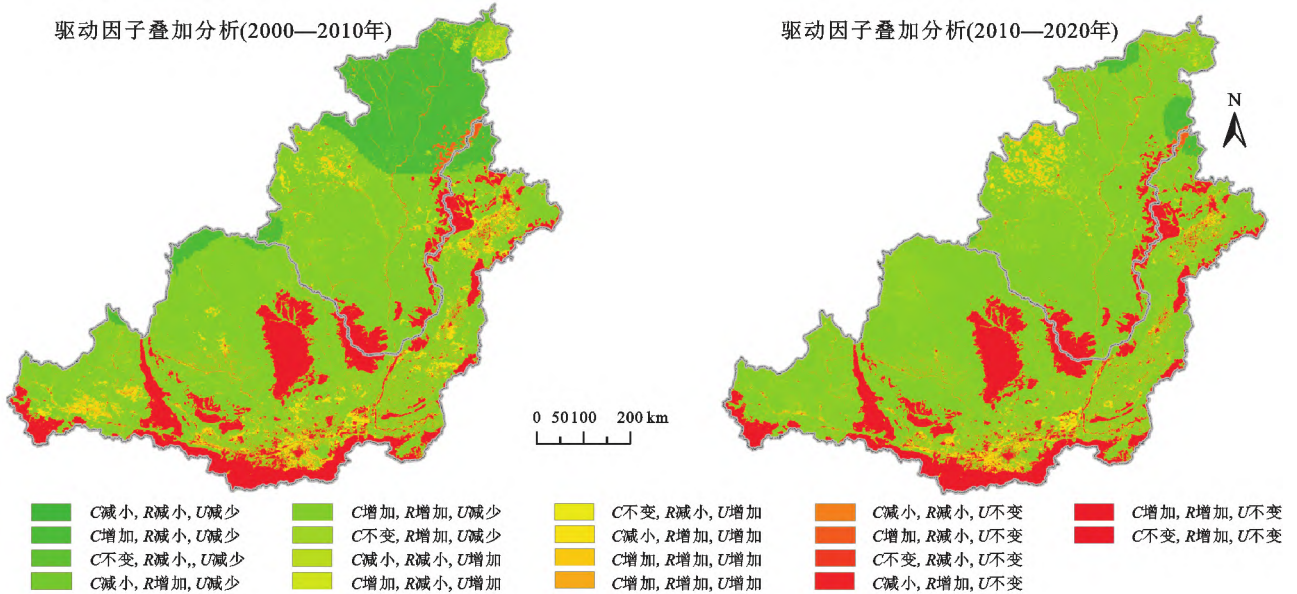 驱动因子叠加分析(2000—2010年)
驱动因子叠加分析(2010—2020年)
N
0 50 100 200 km
C减小, R减小, U减少
C增加, R减小, U减少
C不变, R减小,, U减少
C减小, R增加, U减少
C增加, R增加, U减少
C不变, R增加, U减少
C减小, R减小, U增加
C增加, R减小, U增加
C不变, R减小, U增加
C减小, R增加, U增加
C增加, R增加, U增加
C增加, R增加, U增加
C减小, R减小, U不变
C增加, R减小, U不变
C不变, R减小, U不变
C减小, R增加, U不变
C增加, R增加, U不变
C不变, R增加, U不变